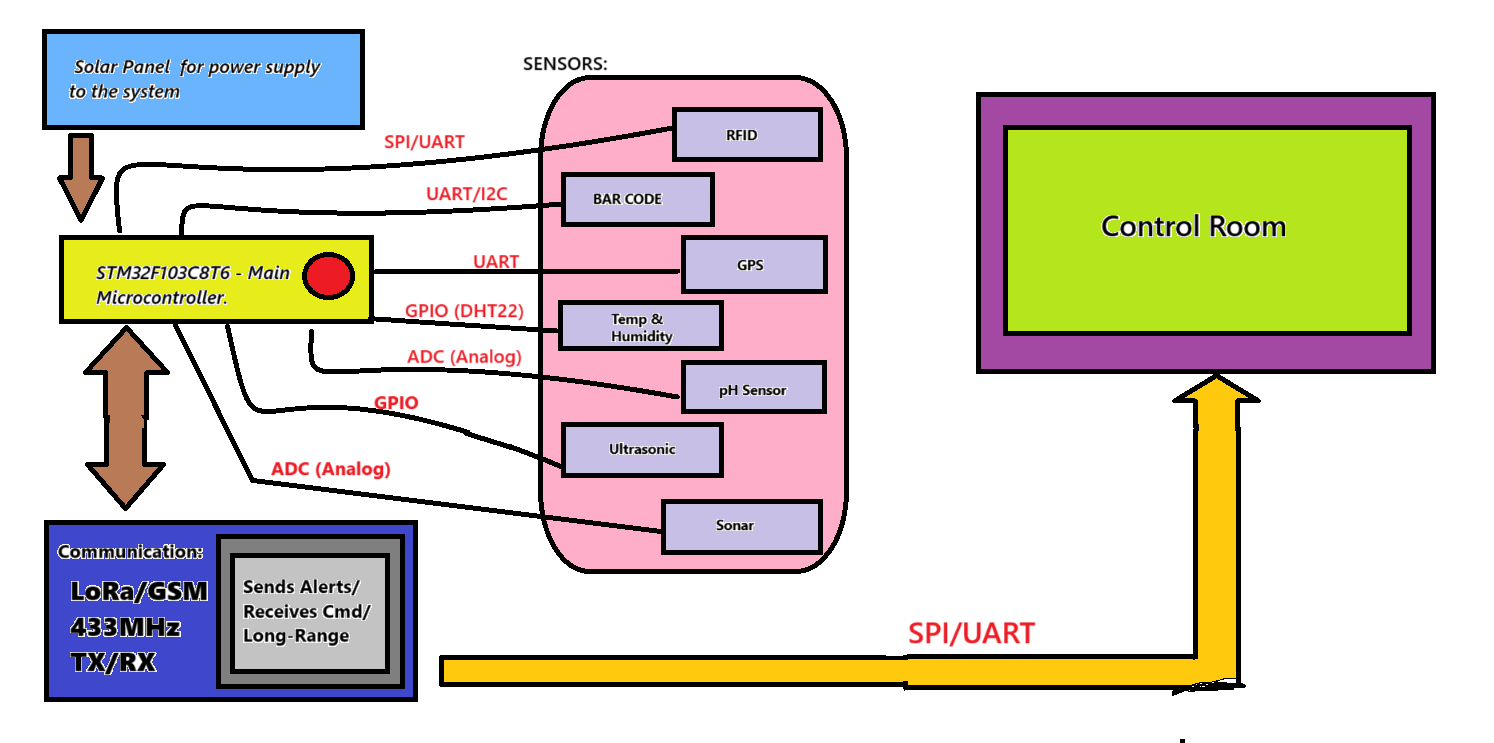 Solar Panel for power supply
to the system
SENSORS:
SPI/UART
RFID
UART/I2C
BAR CODE
UART
GPS
STM32F103C8T6 - Main
Microcontroller.
GPIO (DHT22)
Temp &
Humidity
ADC (Analog)
pH Sensor
GPIO
Ultrasonic
ADC (Analog)
Sonar
Control Room
Communication:
LoRa/GSM
433MHz
TX/RX
Sends Alerts/
Receives Cmd/
Long-Range
SPI/UART